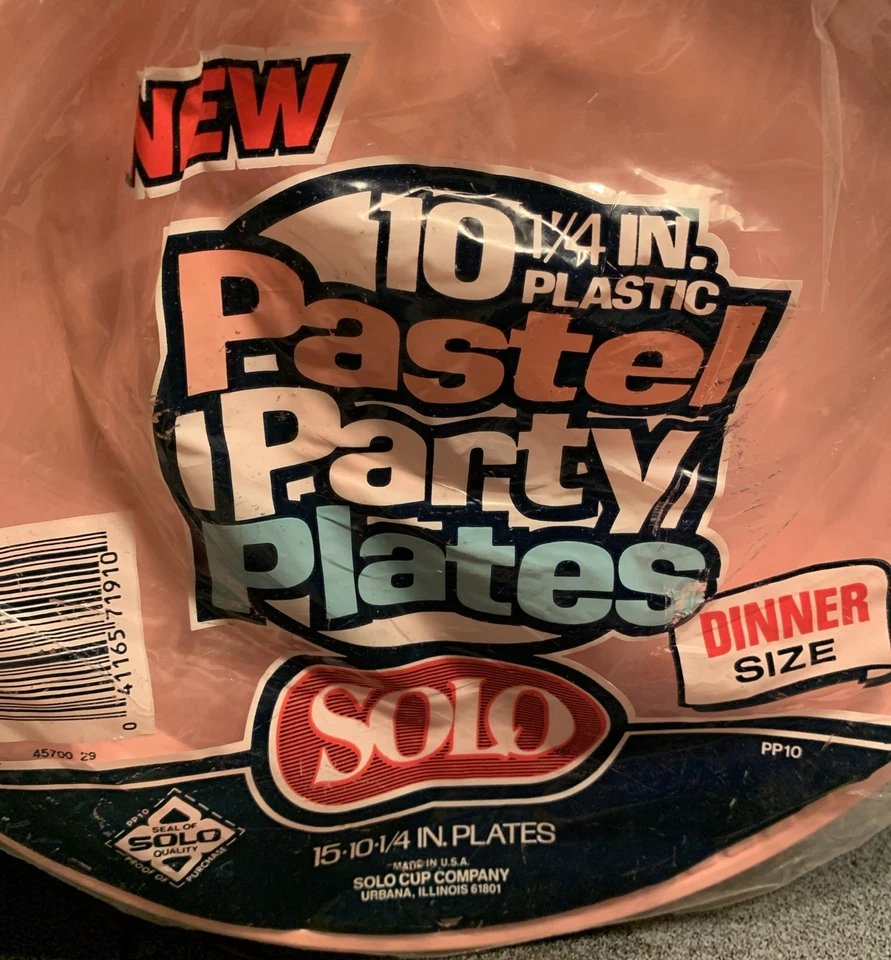 NEW
10 1/4 IN.
PLASTIC
Pastel
Party
Plates
DINNER
SIZE
0 41165 71910
SOLO
45700 29
PP10
PP10
SEAL OF
SOLO
QUALITY
PROOF OF PURCHASE
15-10-1/4 IN. PLATES
MADE IN U.S.A.
SOLO CUP COMPANY
URBANA, ILLINOIS 61801